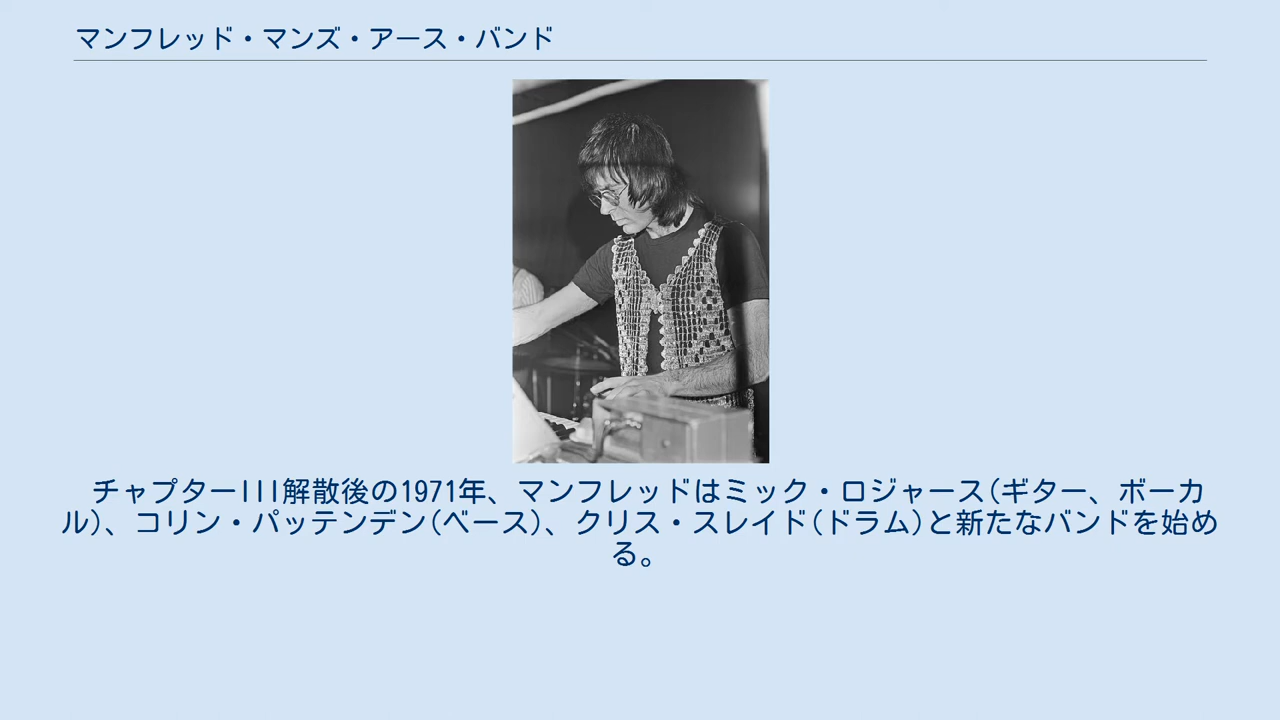 マンフレッド・マンズ・アース・バンド
チャプターIII解散後の1971年、マンフレッドはミック・ロジャース(ギター、ボーカ
ル)、コリン・パッテンデン(ベース)、クリス・スレイド(ドラム)と新たなバンドを始め
る。